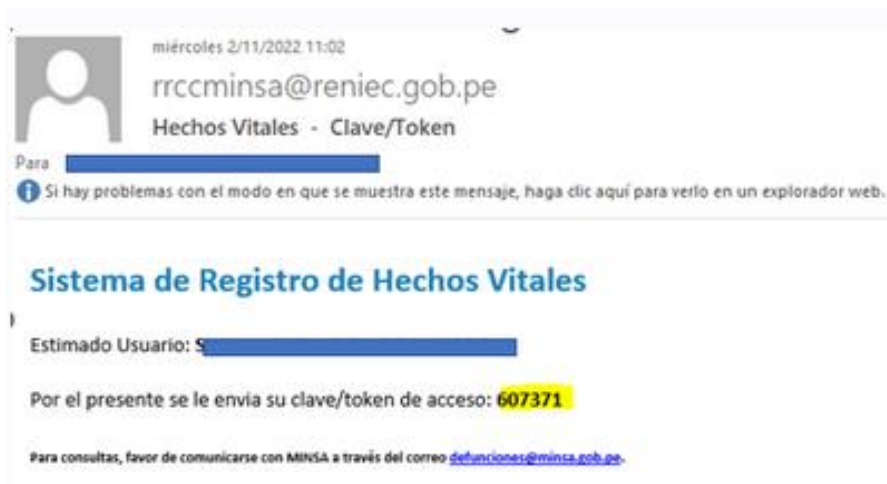 miércoles 2/11/2022 11:02
rrccminsa@reniec.gob.pe
Hechos Vitales - Clave/Token
Para
Si hay problemas con el modo en que se muestra este mensaje, haga clic aquí para verlo en un explorador web.
Sistema de Registro de Hechos Vitales
Estimado Usuario: S
Por el presente se le envia su clave/token de acceso: 607371
Para consultas, favor de comunicarse con MINSA a través del correo defunciones@minsa.gob.pe.